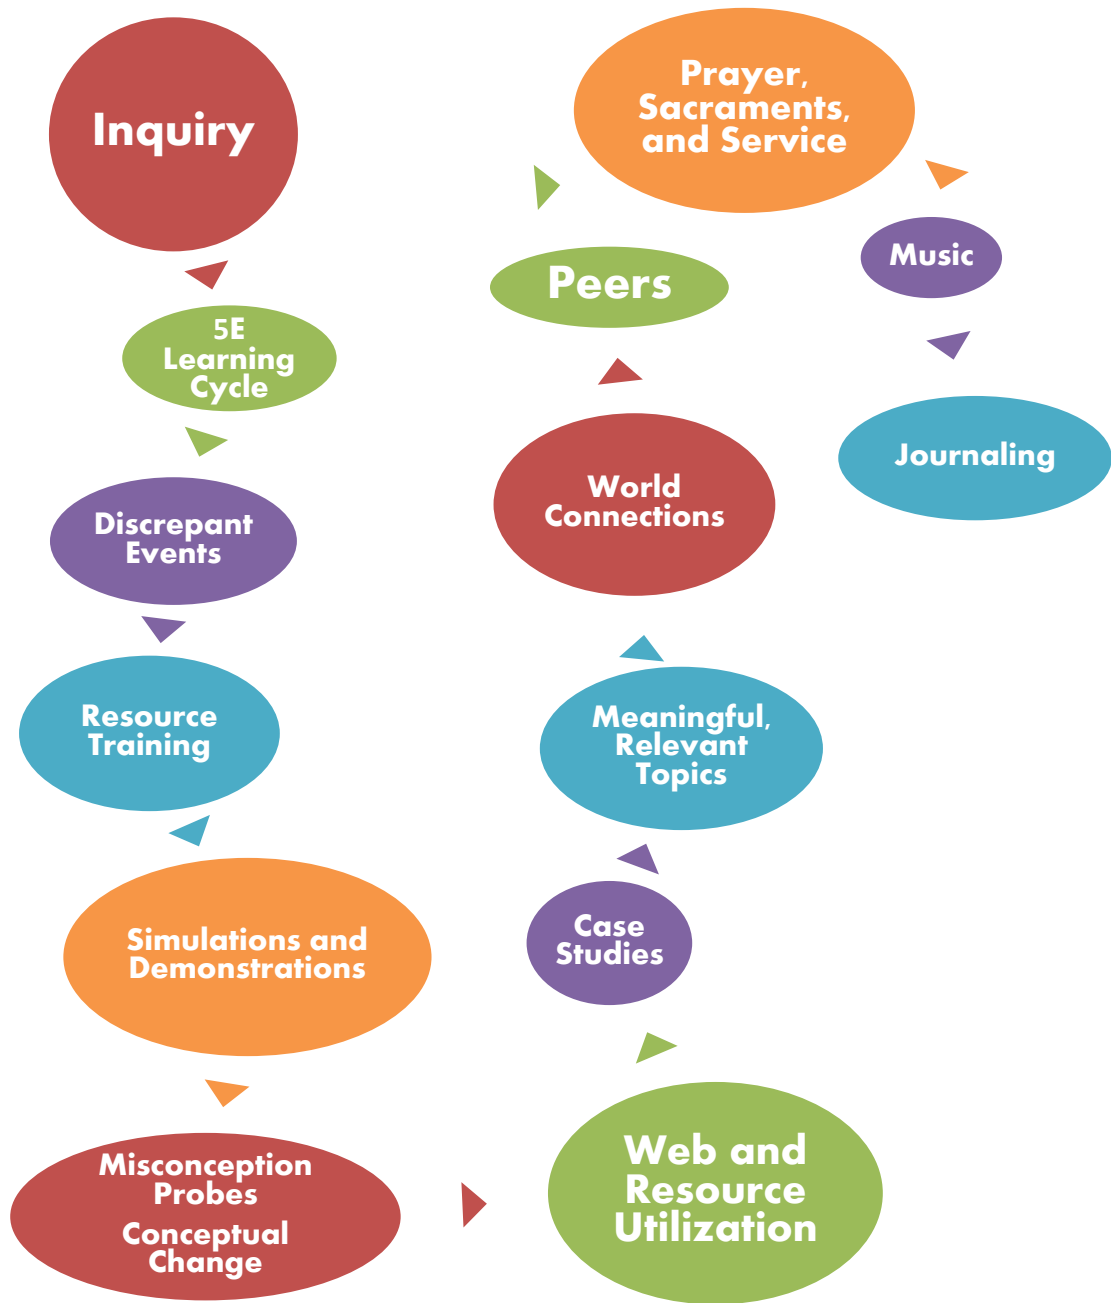 Inquiry
5E
Learning
Cycle
Discrepant
Events
Resource
Training
Simulations and
Demonstrations
Misconception
Probes
Conceptual
Change
Web and
Resource
Utilization
Case
Studies
Meaningful,
Relevant
Topics
World
Connections
Peers
Prayer,
Sacraments,
and Service
Music
Journaling